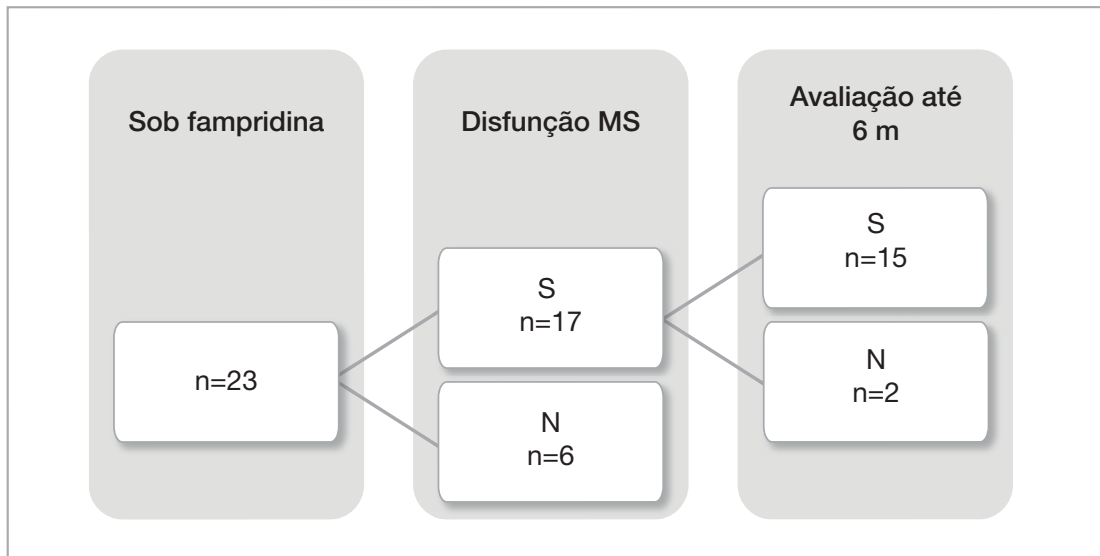 Sob fampridina
n=23
Disfunção MS
S
n=17
N
n=6
Avaliação até
6 m
S
n=15
N
n=2